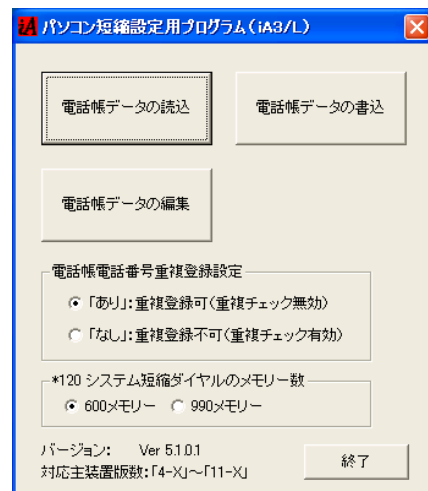 iA パソコン短縮設定用プログラム(iA3/L)
電話帳データの読込
電話帳データの書込
電話帳データの編集
電話帳電話番号重複登録設定
「あり」:重複登録可(重複チェック無効)
「なし」:重複登録不可(重複チェック有効)
*120 システム短縮ダイヤルのメモリー数
600メモリー 990メモリー
バージョン: Ver 5.1.0.1
対応主装置版数:「4-X」~「11-X」
終了